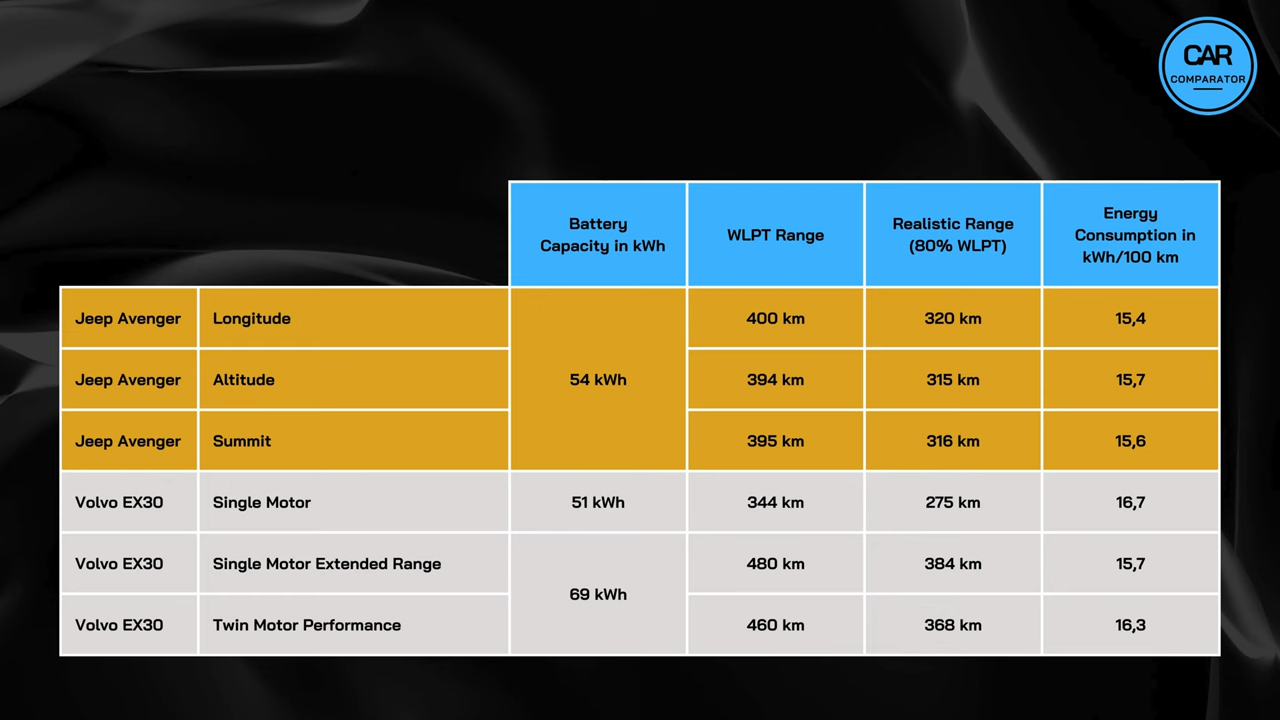 CAR
COMPARATOR
Battery
Capacity in kWh
WLPT Range
Realistic Range
(80% WLPT)
Energy
Consumption in
kWh/100 km
Jeep Avenger Longitude 54 kWh 400 km 320 km 15,4
Jeep Avenger Altitude 394 km 315 km 15,7
Jeep Avenger Summit 395 km 316 km 15,6
Volvo EX30 Single Motor 51 kWh 344 km 275 km 16,7
Volvo EX30 Single Motor Extended Range 69 kWh 480 km 384 km 15,7
Volvo EX30 Twin Motor Performance 460 km 368 km 16,3